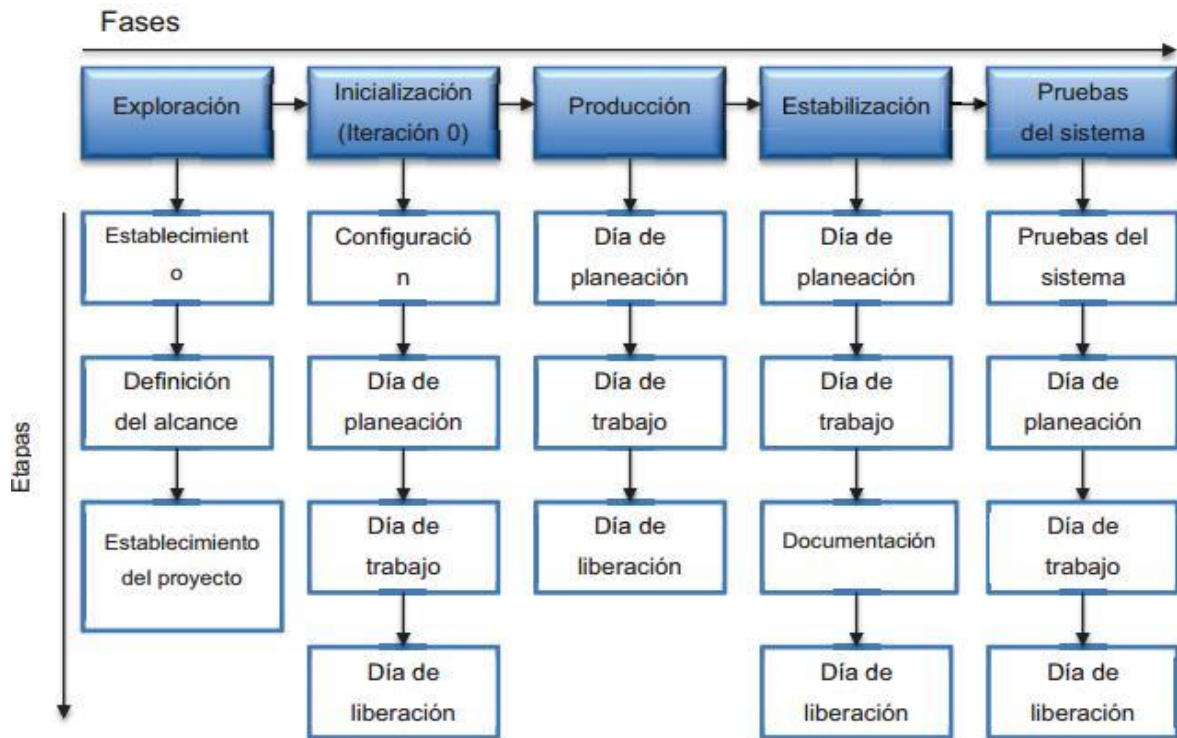 Fases
Exploración
Inicialización
(Iteración 0)
Producción
Estabilización
Pruebas
del sistema
Etapas
Establecimient
o
Configuració
n
Día de
planeación
Día de
planeación
Pruebas del
sistema
Definición
del alcance
Día de
planeación
Día de
trabajo
Día de
trabajo
Día de
planeación
Establecimiento
del proyecto
Día de
trabajo
Día de
liberación
Documentación
Día de
trabajo
Día de
liberación
Día de
liberación
Día de
liberación